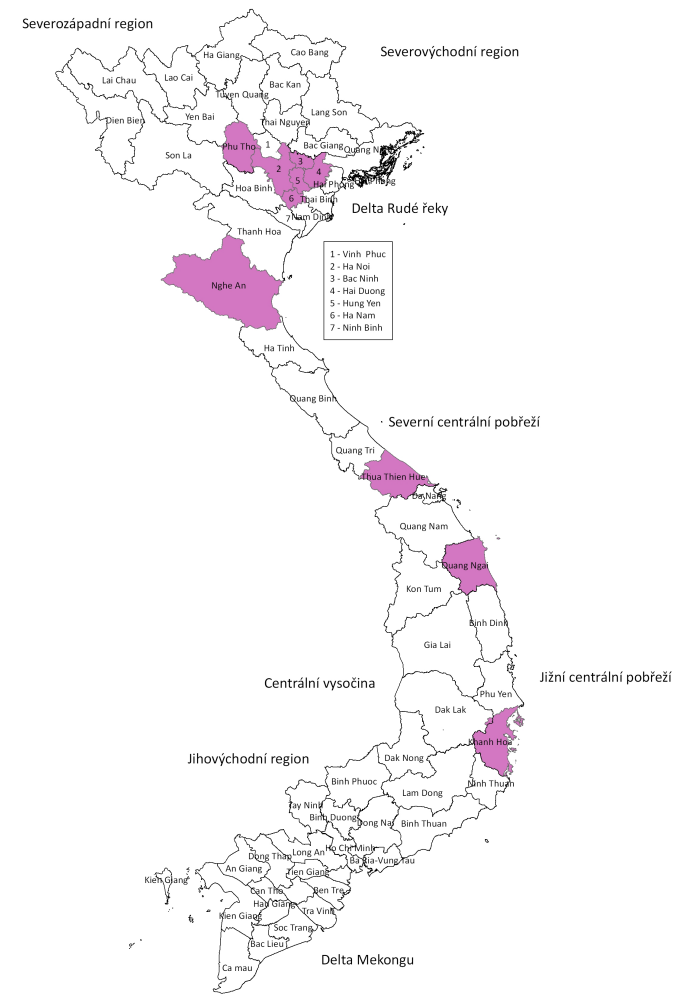 Severozápadní region
Severovýchodní region
Ha Giang
Cao Bang
Lai Chau
Lao Cai
Bac Kan
Tuyen Quang
Lang Son
Dien Bien
Yen Bai
Thai Nguyen
Phu Tho
1
Bac Giang
Quang N
Son La
3
2
4
5
Hoa Binh
Hai Phong
6
Thai Binh
7
Nam Dinh
Delta Rudé řeky
Thanh Hoa
1 - Vinh Phuc
2 - Ha Noi
3 - Bac Ninh
4 - Hai Duong
5 - Hung Yen
6 - Ha Nam
7 - Ninh Binh
Nghe An
Ha Tinh
Quang Binh
Severní centrální pobřeží
Quang Tri
Thua Thien Hue
Da Nang
Quang Nam
Quang Ngai
Kon Tum
Binh Dinh
Gia Lai
Centrální vysočina
Jižní centrální pobřeží
Phu Yen
Dak Lak
Khanh Hoa
Jihovýchodní region
Dak Nong
Binh Phuoc
Ninh Thuan
Lam Dong
Tay Ninh
Binh Duong
Dong Nai
Binh Thuan
Ho Chi Minh
Long An
Dong Thap
Ba Ria-Vung Tau
An Giang
Tien Giang
Kien Giang
Can Tho
Ben Tre
Hau Giang
Tra Vinh
Kien Giang
Soc Trang
Bac Lieu
Delta Mekongu
Ca mau